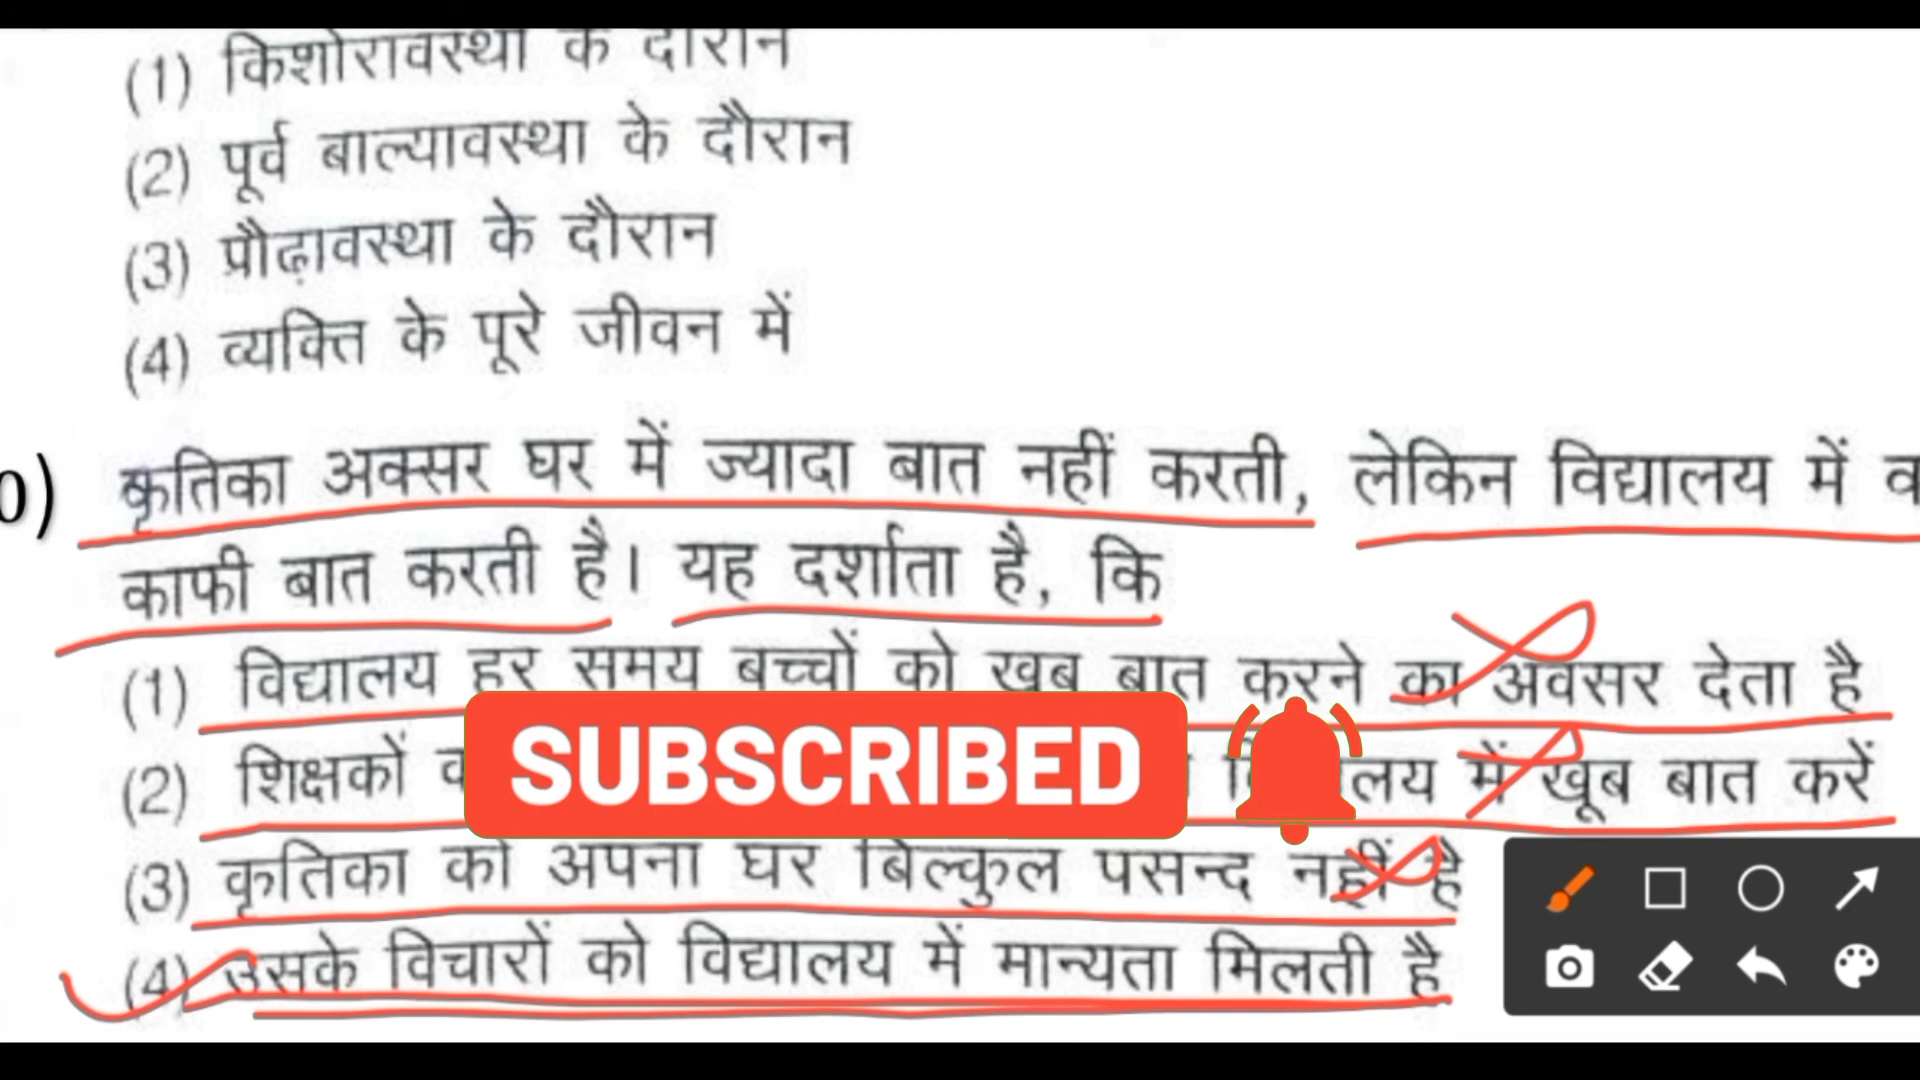 (1) किशोरावस्था के दौरान
(2) पूर्व बाल्यावस्था के दौरान
(3) प्रौढ़ावस्था के दौरान
(4) व्यक्ति के पूरे जीवन में
0) कृतिका अक्सर घर में ज्यादा बात नहीं करती, लेकिन विद्यालय में
काफी बात करती है। यह दर्शाता है, कि
(1) विद्यालय हर समय बच्चों को खूब बात करने का अवसर देता है
(2) शिक्षकों में खूब बात करें
SUBSCRIBED
(3) कृतिका को अपना घर बिल्कुल पसन्द नहीं है
(4) उसके विचारों को विद्यालय में मान्यता मिलती है